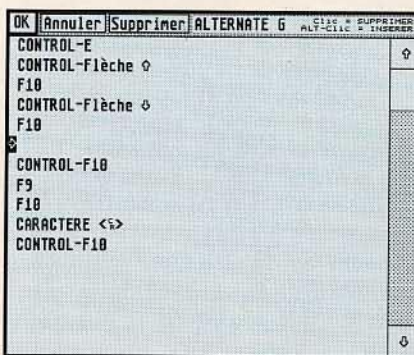 OK Annuler Supprimer ALTERNATE G Clic = SUPPRIMER
ALT-Clic = INSERER
CONTROL-E
CONTROL-Flèche ⇧
F10
CONTROL-Flèche ⇩
F10
CONTROL-F10
F9
F10
CARACTERE <␍>
CONTROL-F10